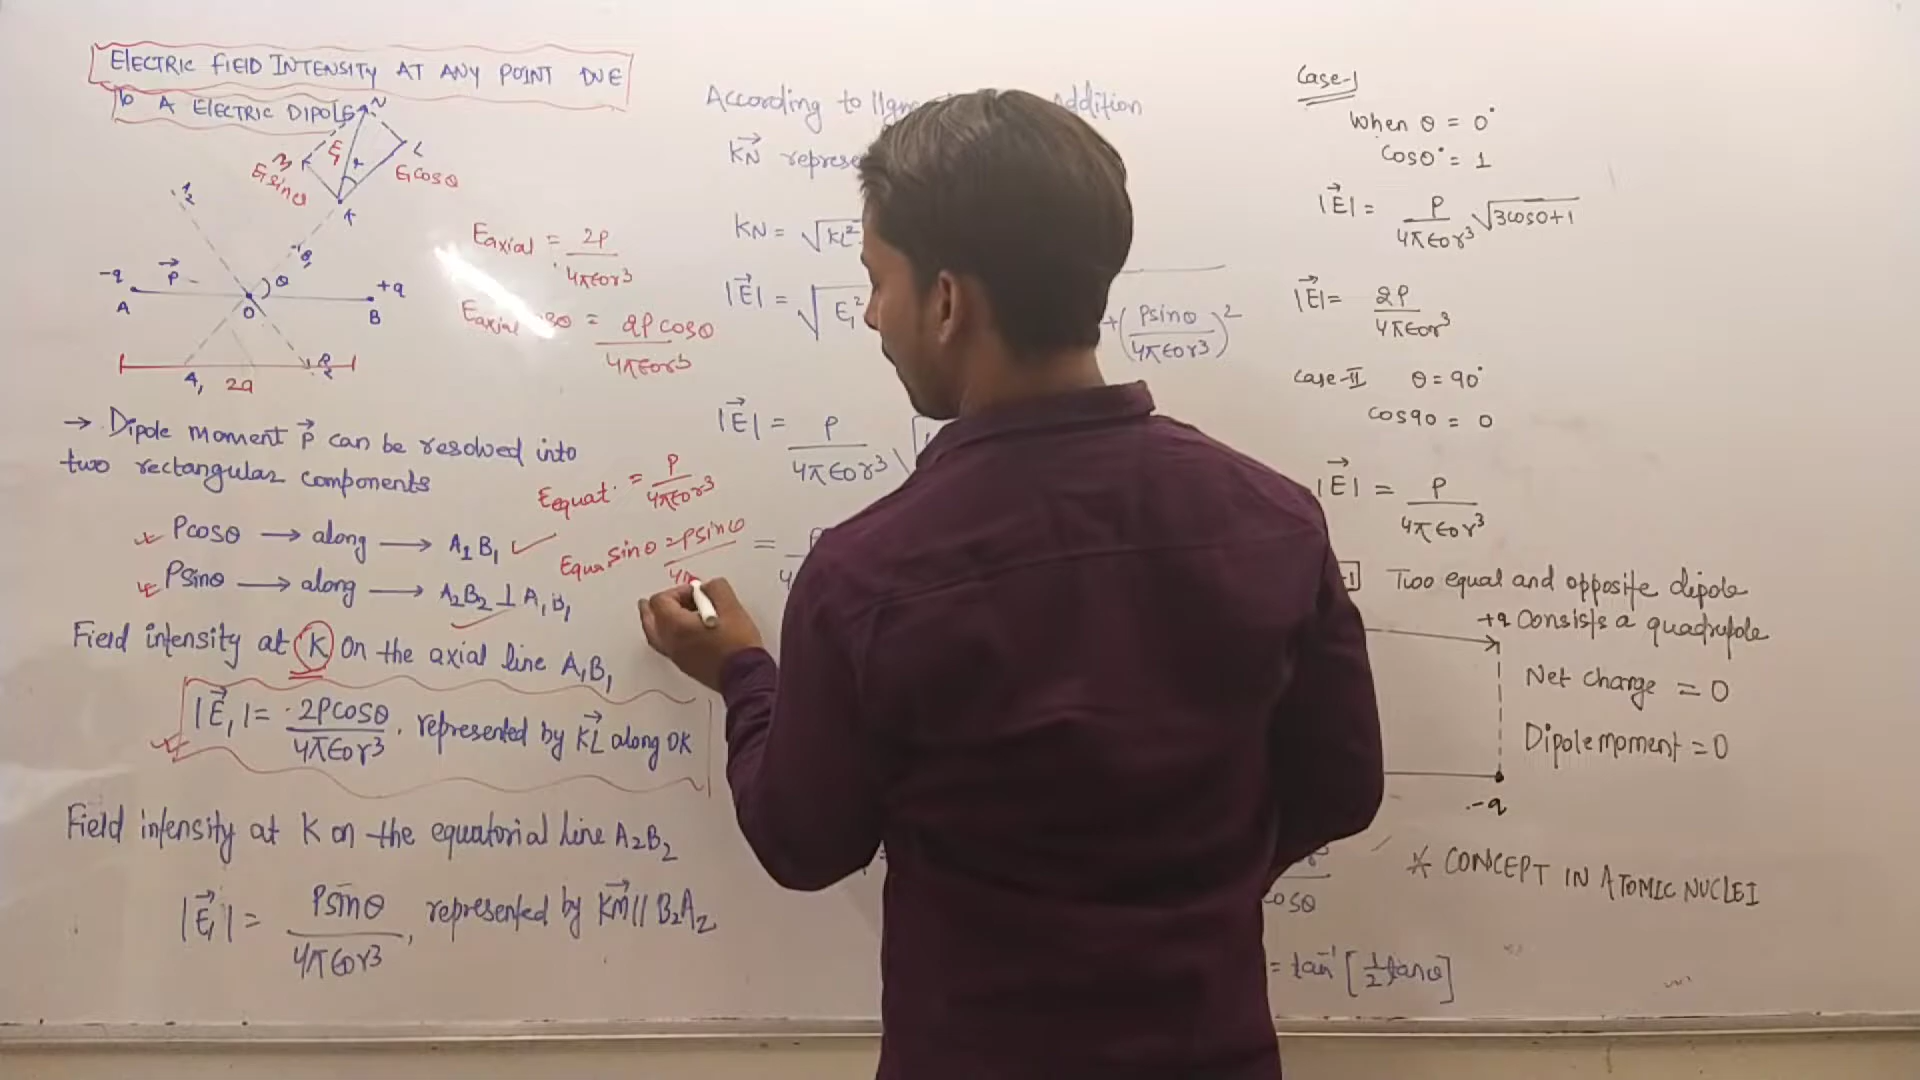 ELECTRIC FIELD INTENSITY AT ANY POINT DUE
to A ELECTRIC DIPOLE
N
M
L
E1 sinθ
E1
α
E1 cosθ
K
-q
P⃗
O
θ
+q
A
B
A1
2a
B2
Eaxial = 2P / 4πϵ0r³
Eaxial = 2P cosθ / 4πϵ0r³
→ Dipole moment P⃗ can be resolved into
two rectangular components
Pcosθ → along → A1B1
Psinθ → along → A2B2 ⊥ A1B1
Eequat. = P / 4πϵ0r³
Equa sinθ = Psinθ / 4π
Field intensity at K on the axial line A1B1
|E⃗1| = 2Pcosθ / 4πϵ0r³, represented by KL⃗ along OK
Field intensity at K on the equatorial line A2B2
Psinθ / 4πϵ0r³, represented by KM⃗ || B2A2
According to ||gm Addition
KN⃗
KN = √KL²
|E⃗| = √E1²
+ (Psinθ / 4πϵ0r³)²
|E⃗| = P / 4πϵ0r³ √
=
Case-I
When θ = 0°
Cos0° = 1
|E⃗| = P / 4πϵ0r³ √3cos0+1
|E⃗| = 2P / 4πϵ0r³
Case-II θ = 90°
Cos90 = 0
|E⃗| = P / 4πϵ0r³
Two equal and opposite dipole
Consists a quadrupole
+q
Net charge = 0
Dipole moment = 0
-q
* CONCEPT IN ATOMIC NUCLEI
cosθ
= tan⁻¹ [1/2 tanθ]